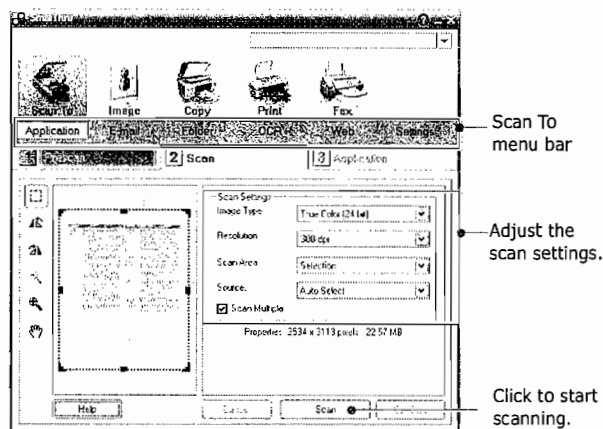 SmarThru
Scan To Image Copy Print Fax
Application E-mail Folder OCR Web Settings
Scan To
menu bar
2 Scan
3 Application
Scan Settings
Image Type True Color (24 bit)
Resolution 300 dpi
Scan Area Selection
Source: Auto Select
Scan Multiple
Adjust the
scan settings.
Properties: 2534 x 3113 pixels 22.57 MB
Help Scan
Click to start
scanning.